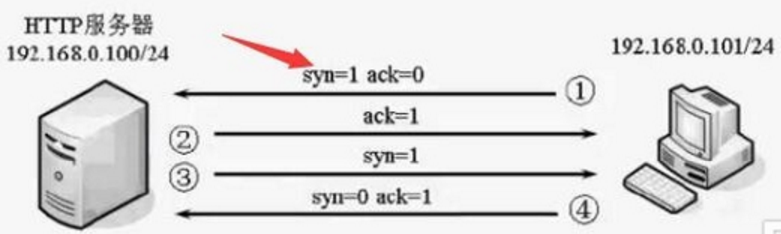 HTTP服务器
192.168.0.100/24
192.168.0.101/24
syn=1 ack=0
①
②
ack=1
③
syn=1
syn=0 ack=1
④